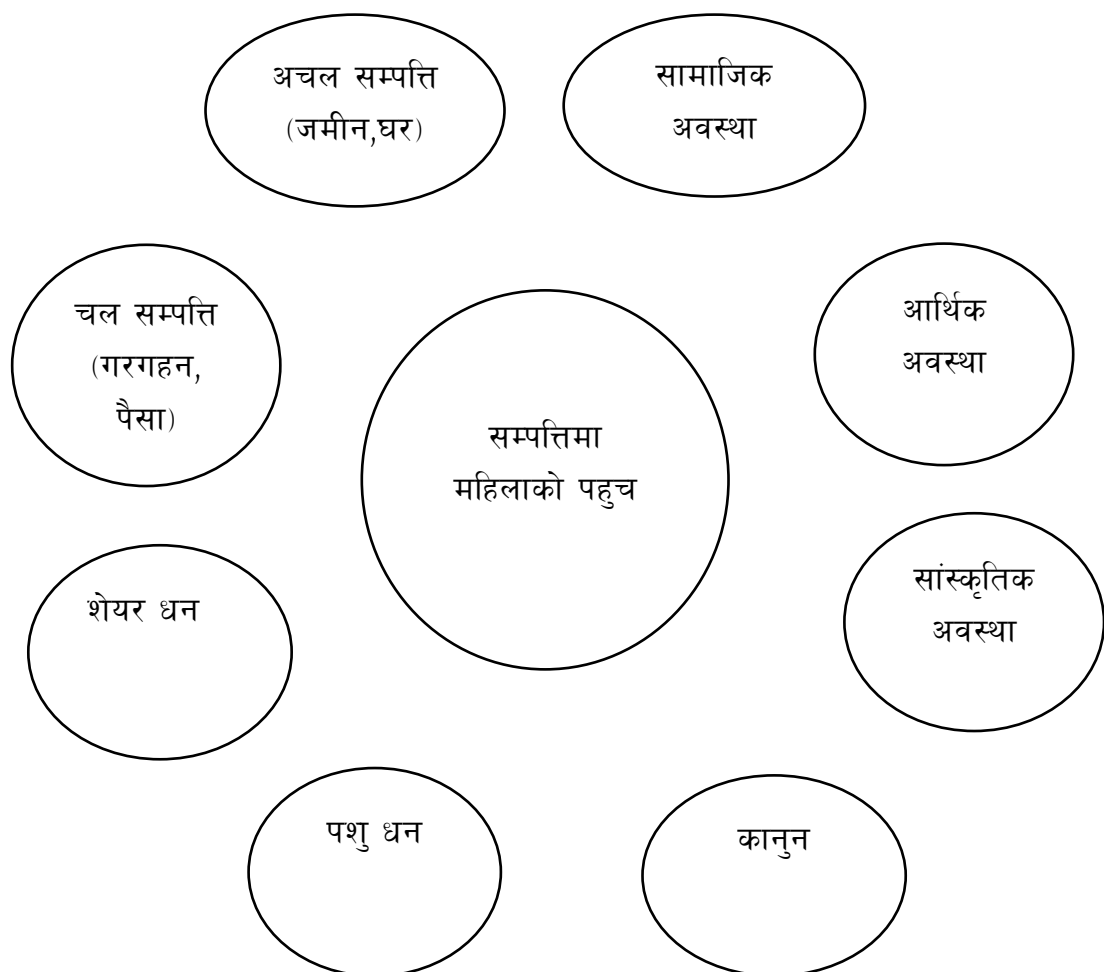 अचल सम्पत्ति
(जमीन,घर)
सामाजिक
अवस्था
चल सम्पत्ति
(गरगहन,
पैसा)
आर्थिक
अवस्था
सम्पत्तिमा
महिलाको पहुच
शेयर धन
सांस्कृतिक
अवस्था
पशु धन
कानुन